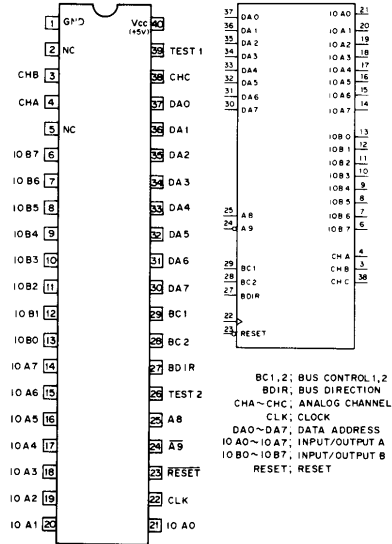 1 GND Vcc 40
(+5V)
2 NC 39 TEST 1
CHB 3 38 CHC
CHA 4 37 DA0
5 NC 36 DA1
IO B7 6 35 DA2
IO B6 7 34 DA3
IO B5 8 33 DA4
IO B4 9 32 DA5
IO B3 10 31 DA6
IO B2 11 30 DA7
IO B1 12 29 BC1
IO B0 13 28 BC2
IO A7 14 27 BDIR
IO A6 15 26 TEST 2
IO A5 16 25 A8
IO A4 17 24 A9
IO A3 18 23 RESET
IO A2 19 22 CLK
IO A1 20 21 IO A0
37 DA0 IO A0 21
36 DA1 IO A1 20
35 DA2 IO A2 19
34 DA3 IO A3 18
33 DA4 IO A4 17
32 DA5 IO A5 16
31 DA6 IO A6 15
30 DA7 IO A7 14
IO B0 13
IO B1 12
IO B2 11
IO B3 10
IO B4 9
IO B5 8
25 A8 IO B6 7
24 A9 IO B7 6
CH A 4
29 BC1 CH B 3
28 BC2 CH C 38
27 BDIR
22
23 RESET
BC1,2; BUS CONTROL 1,2
BDIR; BUS DIRECTION
CHA~CHC; ANALOG CHANNEL
CLK; CLOCK
DA0~DA7; DATA ADDRESS
IO A0~IO A7; INPUT/OUTPUT A
IO B0~IO B7; INPUT/OUTPUT B
RESET; RESET